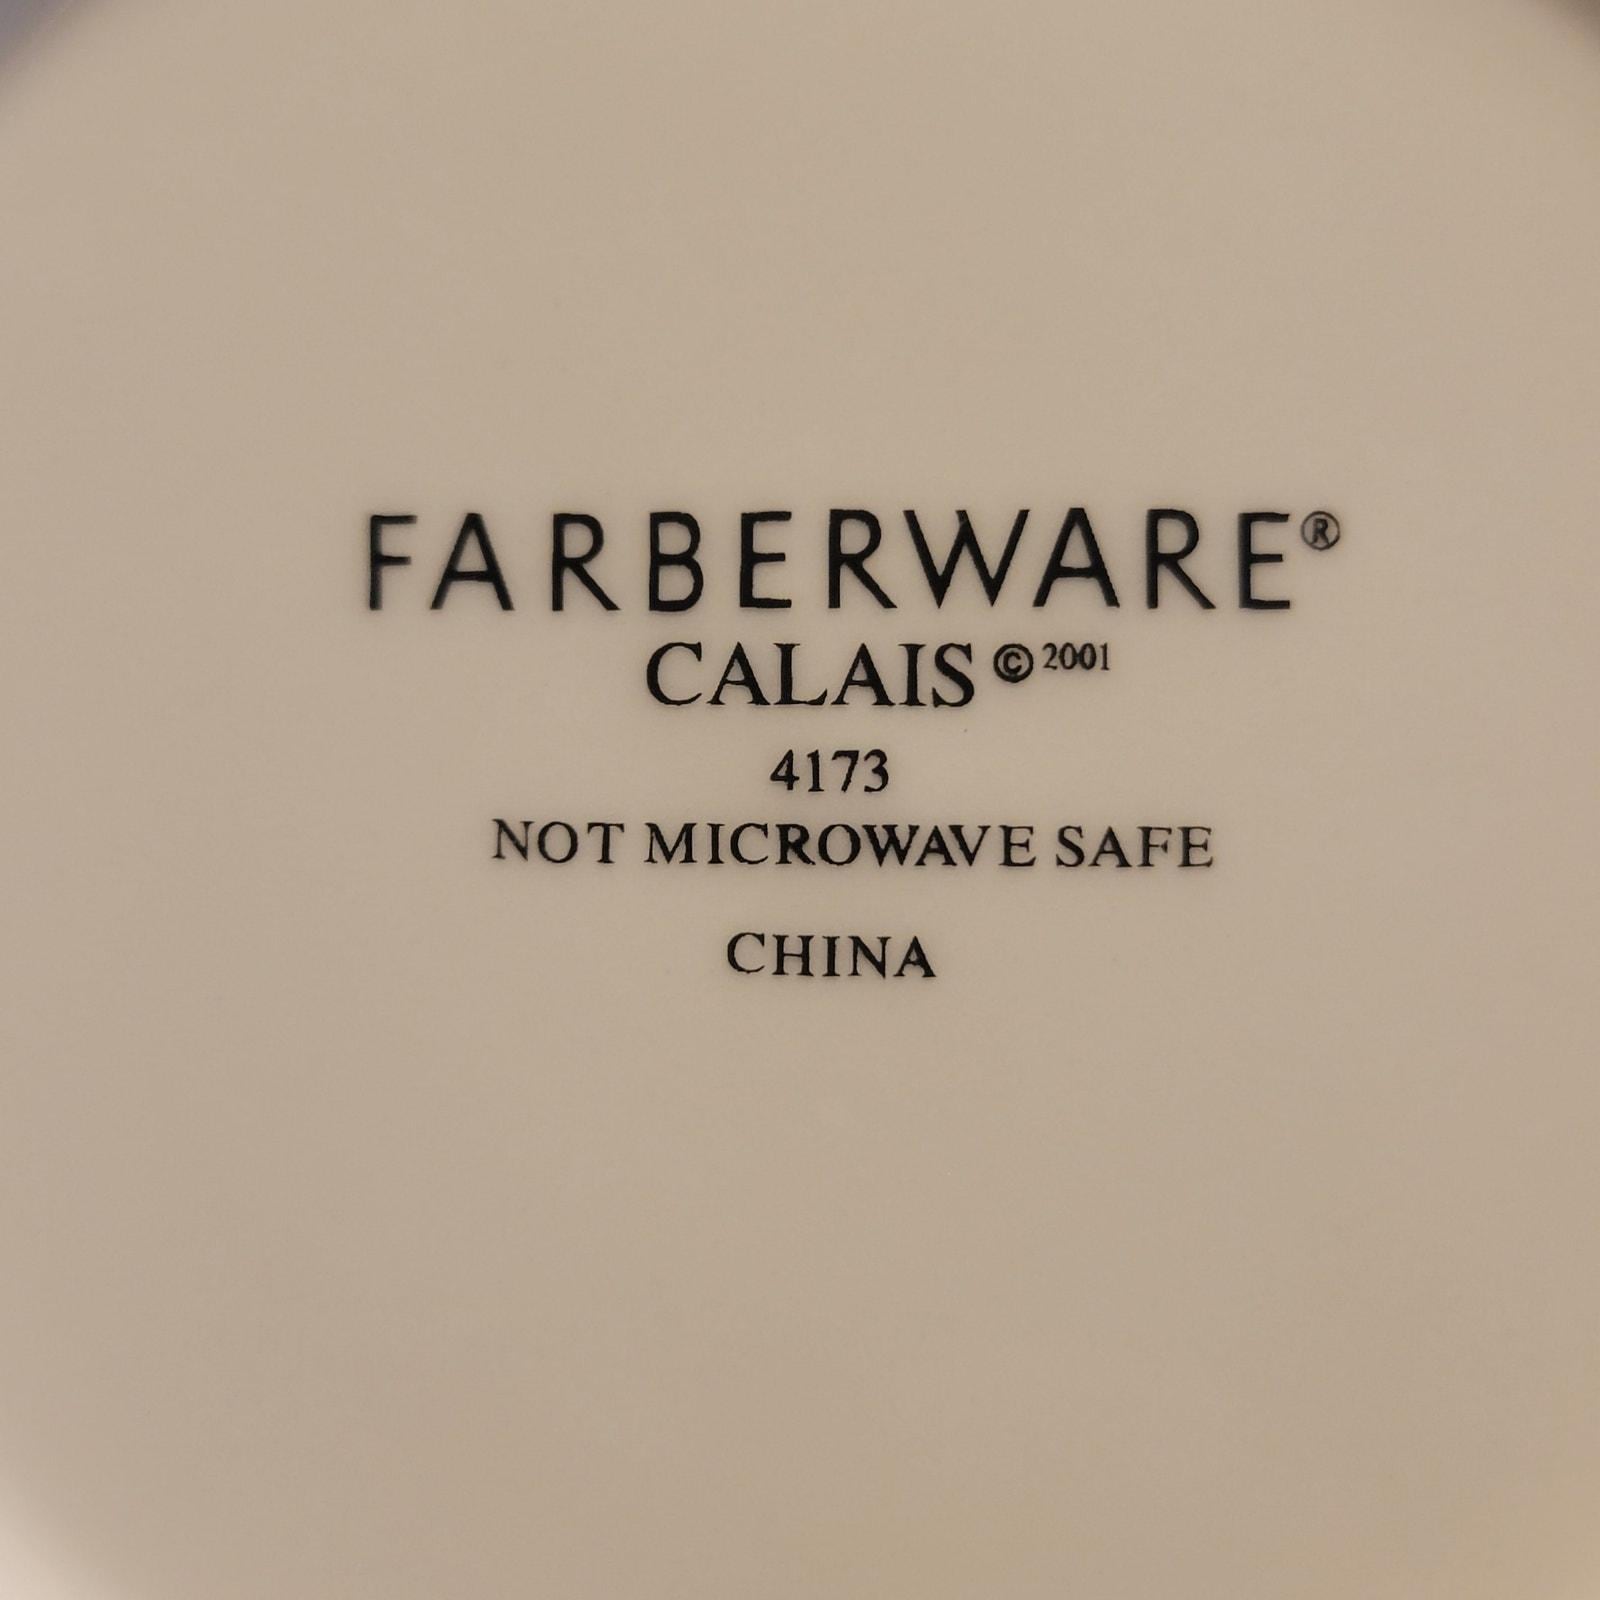 FARBERWARE®
CALAIS © 2001
4173
NOT MICROWAVE SAFE
CHINA